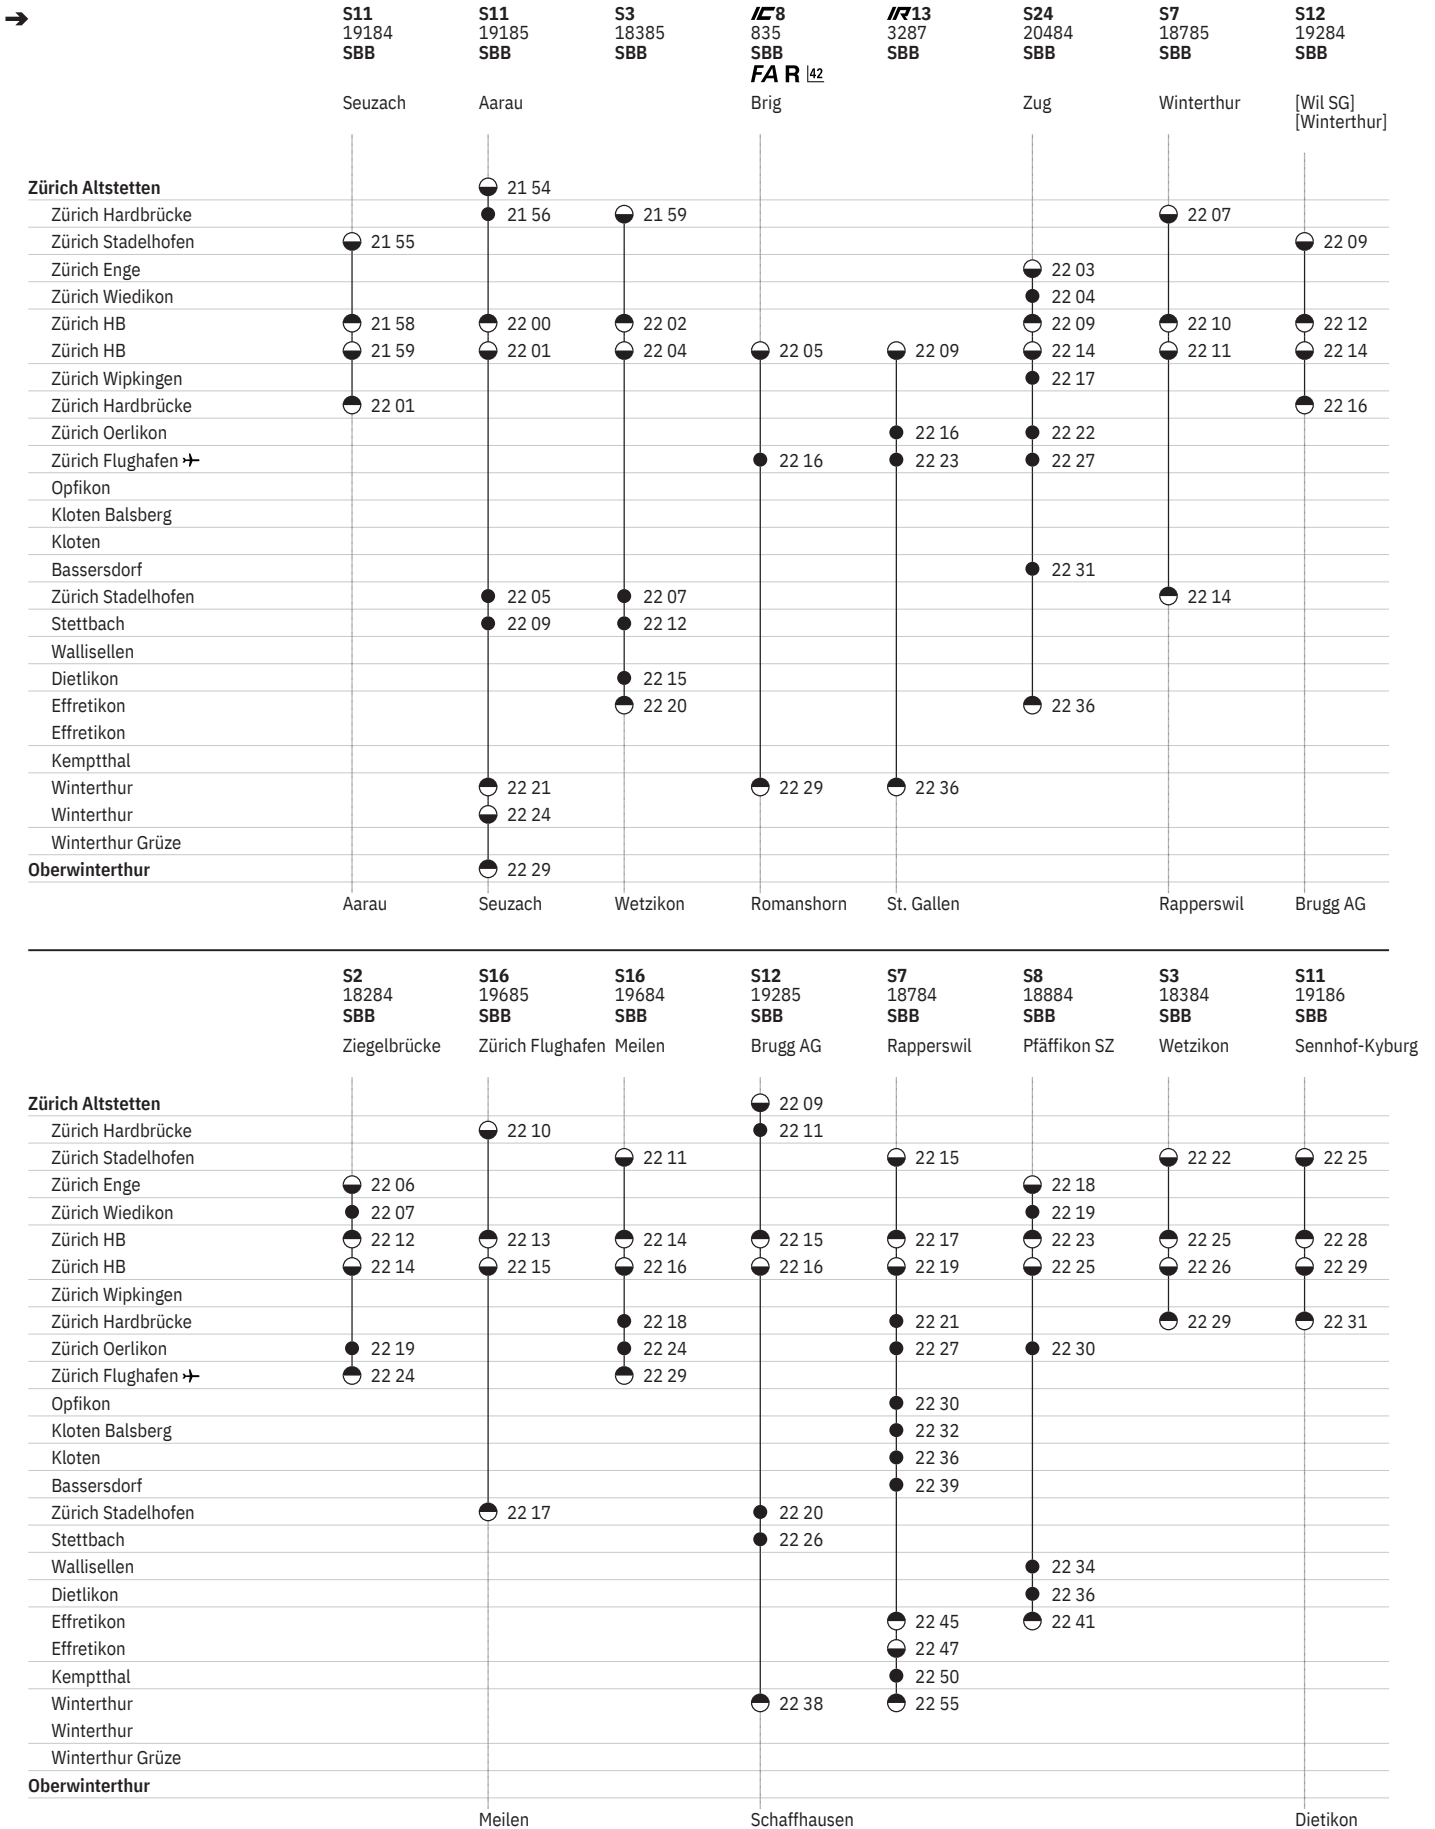 ➔ S11 S11 S3 IC8 IR13 S24 S7 S12
19184 19185 18385 835 3287 20484 18785 19284
SBB SBB SBB SBB SBB SBB SBB SBB
FA R 42
Seuzach Aarau Brig Zug Winterthur [Wil SG]
[Winterthur]
Zürich Altstetten 21 54
Zürich Hardbrücke 21 56 21 59 22 07
Zürich Stadelhofen 21 55 22 09
Zürich Enge 22 03
Zürich Wiedikon 22 04
Zürich HB 21 58 22 00 22 02 22 09 22 10 22 12
Zürich HB 21 59 22 01 22 04 22 05 22 09 22 14 22 11 22 14
Zürich Wipkingen 22 17
Zürich Hardbrücke 22 01 22 16
Zürich Oerlikon 22 16 22 22
Zürich Flughafen 22 16 22 23 22 27
Opfikon
Kloten Balsberg
Kloten
Bassersdorf 22 31
Zürich Stadelhofen 22 05 22 07 22 14
Stettbach 22 09 22 12
Wallisellen
Dietlikon 22 15
Effretikon 22 20 22 36
Effretikon
Kemptthal
Winterthur 22 21 22 29 22 36
Winterthur 22 24
Winterthur Grüze
Oberwinterthur 22 29
Aarau Seuzach Wetzikon Romanshorn St. Gallen Rapperswil Brugg AG
S2 S16 S16 S12 S7 S8 S3 S11
18284 19685 19684 19285 18784 18884 18384 19186
SBB SBB SBB SBB SBB SBB SBB SBB
Ziegelbrücke Zürich Flughafen Meilen Brugg AG Rapperswil Pfäffikon SZ Wetzikon Sennhof-Kyburg
Zürich Altstetten 22 09
Zürich Hardbrücke 22 10 22 11
Zürich Stadelhofen 22 11 22 15 22 22 22 25
Zürich Enge 22 06 22 18
Zürich Wiedikon 22 07 22 19
Zürich HB 22 12 22 13 22 14 22 15 22 17 22 23 22 25 22 28
Zürich HB 22 14 22 15 22 16 22 16 22 19 22 25 22 26 22 29
Zürich Wipkingen
Zürich Hardbrücke 22 18 22 21 22 29 22 31
Zürich Oerlikon 22 19 22 24 22 27 22 30
Zürich Flughafen 22 24 22 29
Opfikon 22 30
Kloten Balsberg 22 32
Kloten 22 36
Bassersdorf 22 39
Zürich Stadelhofen 22 17 22 20
Stettbach 22 26
Wallisellen 22 34
Dietlikon 22 36
Effretikon 22 45 22 41
Effretikon 22 47
Kemptthal 22 50
Winterthur 22 38 22 55
Winterthur
Winterthur Grüze
Oberwinterthur
Meilen Schaffhausen Dietikon